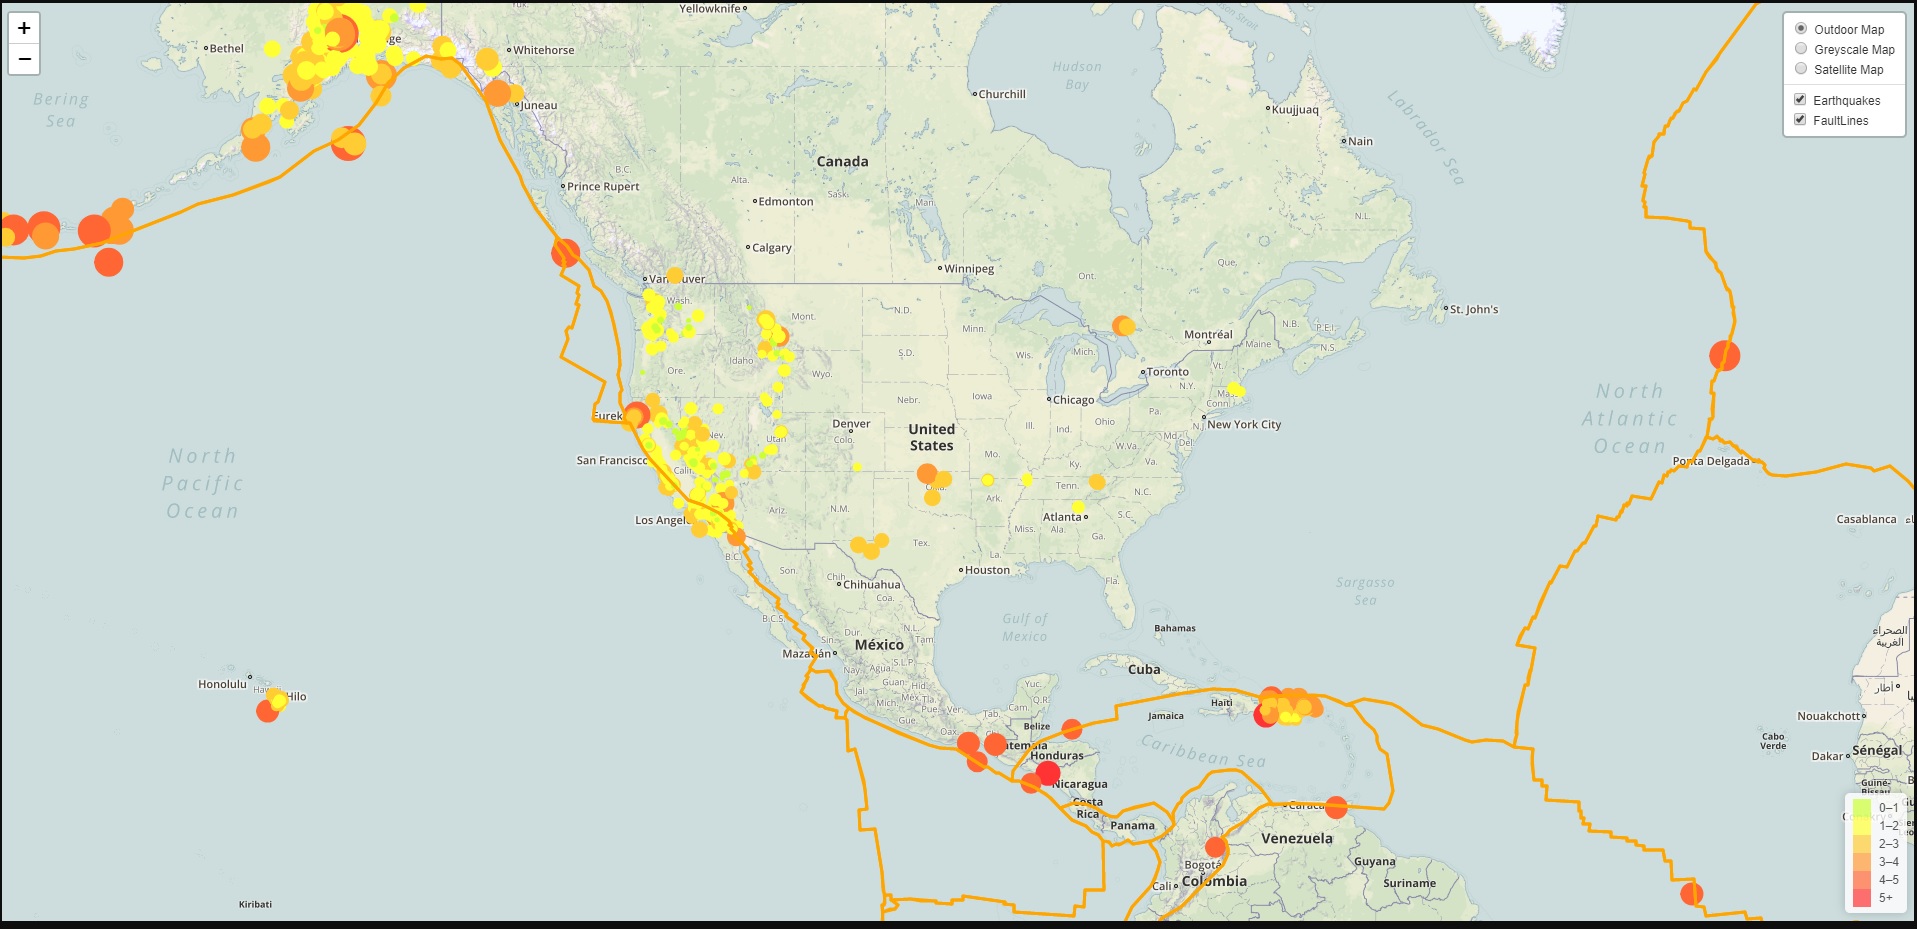 +
−
Outdoor Map
Greyscale Map
Satellite Map
Earthquakes
FaultLines
Yuk.
Yellowknife
Bethel
Whitehorse
Hudson
Bay
Bering
Sea
Juneau
Churchill
Kuujjuaq
Labrador Sea
Nain
Canada
B.C.
Prince Rupert
Alta.
Sask.
Man.
Edmonton
N.L.
Calgary
Winnipeg
Ont.
Que.
Vancouver
Wash.
St. John's
Mont.
N.D.
Minn.
Montréal
N.B.
P.E.I.
Maine
N.S.
S.D.
Wis.
Mich.
Idaho
Ore.
Wyo.
Toronto
Vt.
N.Y.
Mass.
Conn.
North
Atlantic
Ocean
Nebr.
Iowa
Chicago
Pa.
Eurek
Nev.
Utah
Denver
Colo.
United
States
Ill.
Ind.
Ohio
N.J.
New York City
Md.
Del.
W.Va.
San Francisco
Calif.
Mo.
Ky.
Va.
Ponta Delgada
North
Pacific
Ocean
Okla.
Ark.
Tenn.
N.C.
Los Angel
Ariz.
N.M.
Atlanta
S.C.
Casablanca
Miss.
Ala.
Ga.
Tex.
La.
B.C.
Son.
Houston
Chih.
Chihuahua
Coa.
Fla.
Sargasso
Sea
B.C.S.
Gulf of
Mexico
Bahamas
الصحراء
الغربية
Dur.
N.L.
Sin.
Tam.
México
Mazatlán
Nay.
Agua.
S.L.P.
Cuba
Honolulu
Hawaii
Hilo
Jal.
Guan.
Hid.
Yuc.
Q.R.
أطار
Mich.
Méx.
Tla.
Pue.
Ver.
Tab.
Cam.
Haïti
Gue.
Oax.
Belize
Jamaica
Nouakchott
Guatemala
Honduras
Caribbean Sea
Cabo
Verde
Dakar
Sénégal
Nicaragua
Guiné-
Bissau
Costa
Rica
Caracas
Panama
Venezuela
Bogotá
Guyana
Cali
Colombia
Suriname
Kiribati
0–1
1–2
2–3
3–4
4–5
5+